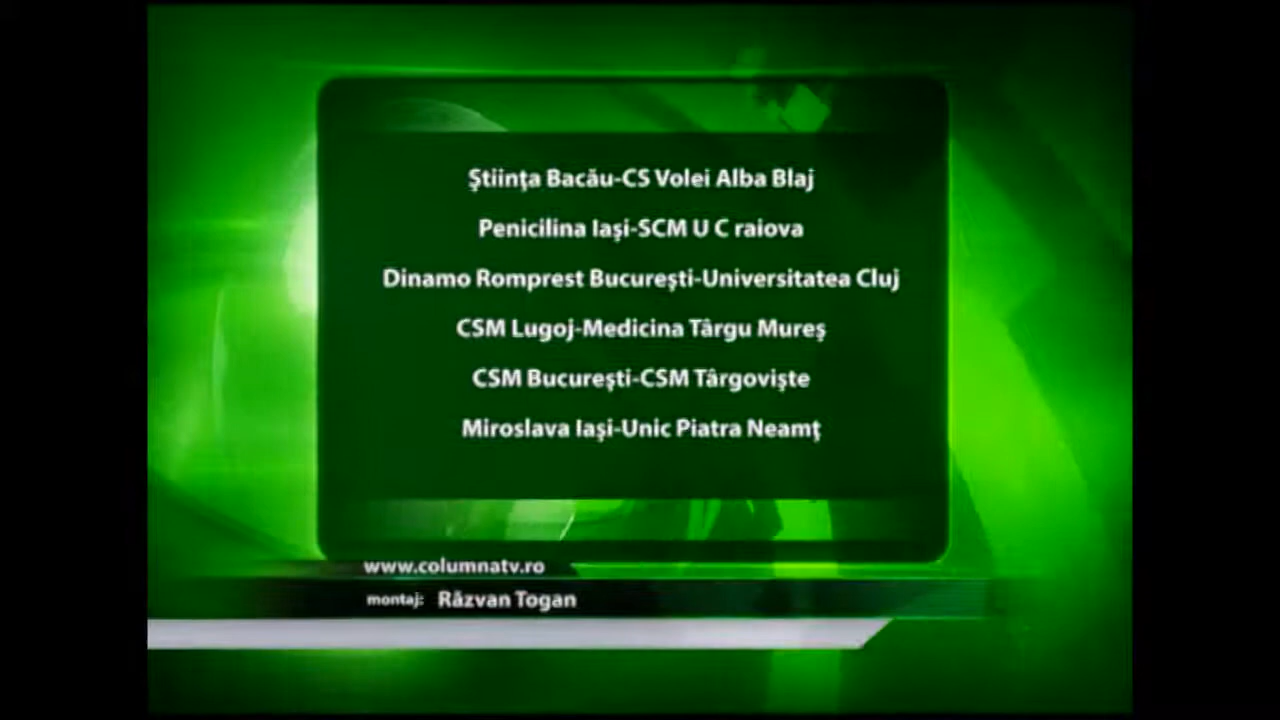 Ştiinţa Bacău-CS Volei Alba Blaj
Penicilina Iaşi-SCM U C raiova
Dinamo Romprest Bucureşti-Universitatea Cluj
CSM Lugoj-Medicina Târgu Mureş
CSM Bucureşti-CSM Târgovişte
Miroslava Iaşi-Unic Piatra Neamţ
www.columnatv.ro
montaj: Răzvan Togan